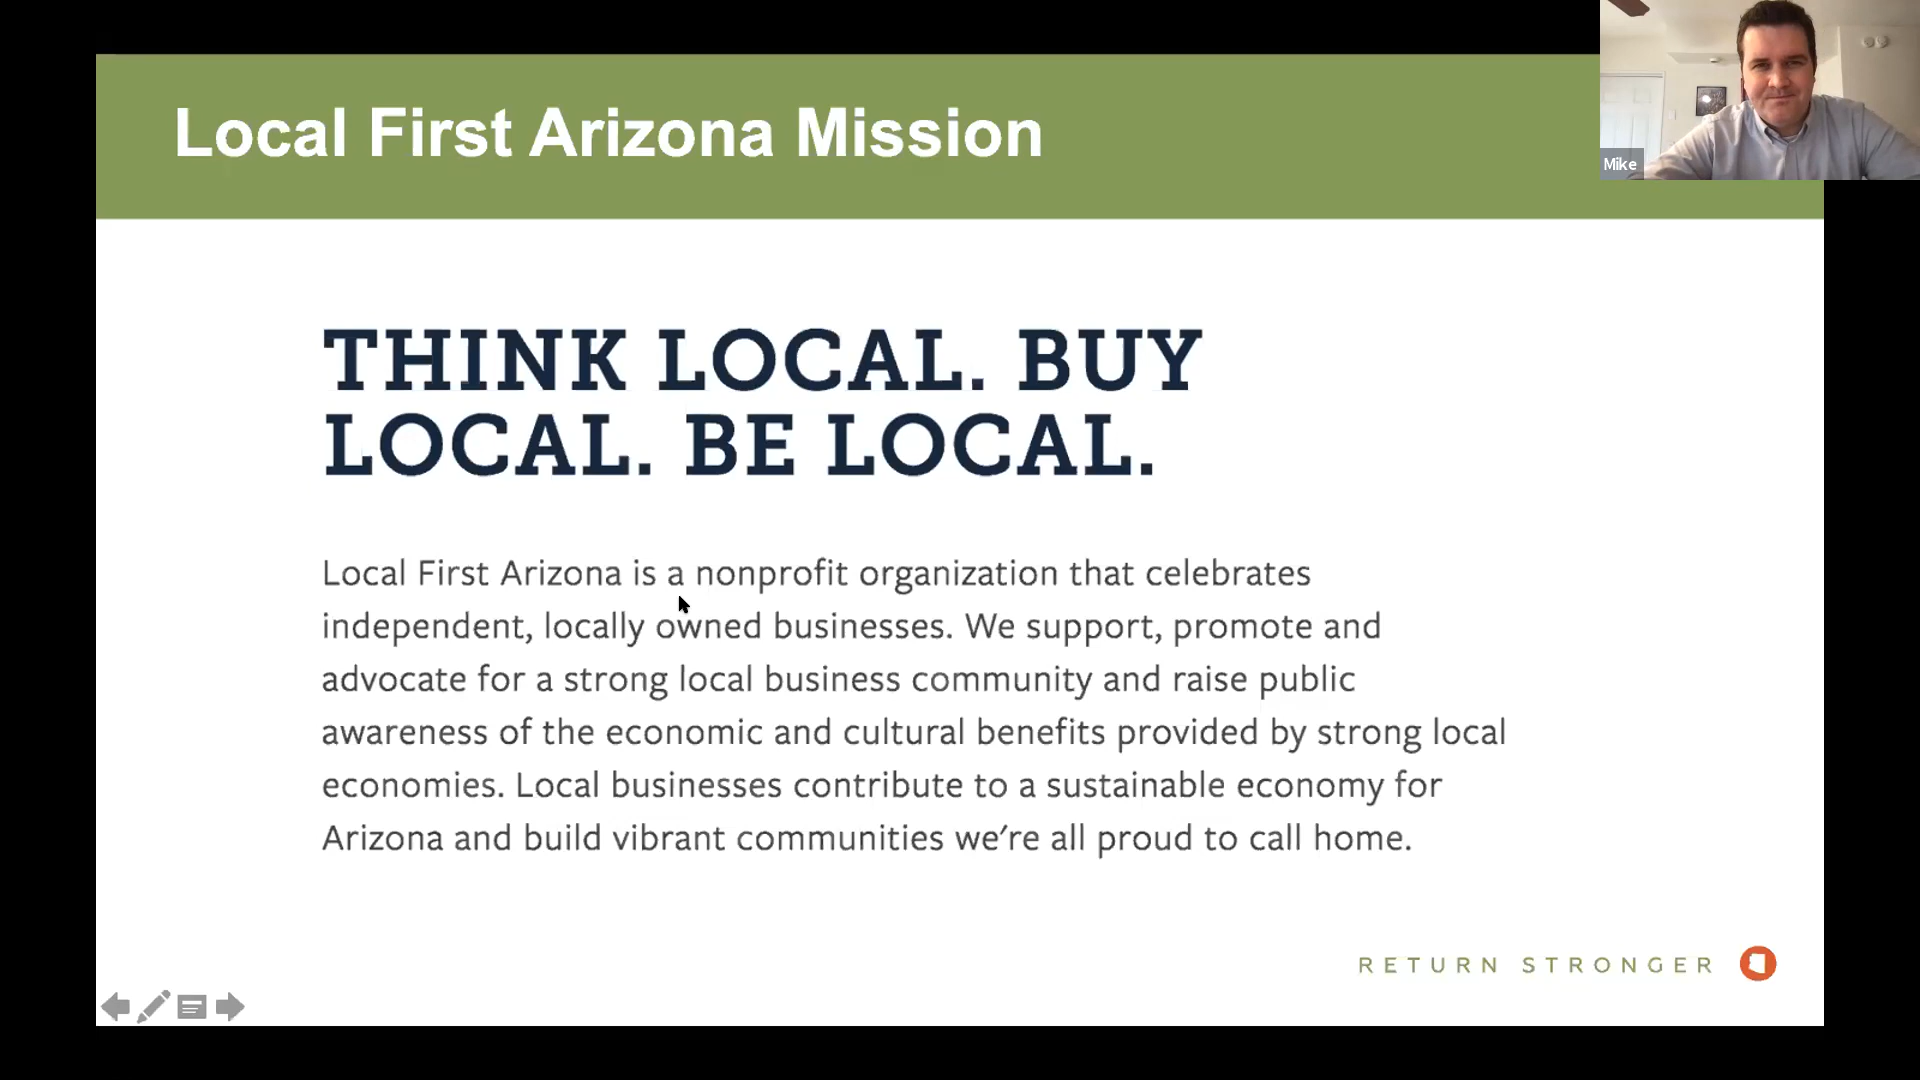 Local First Arizona Mission
Mike
THINK LOCAL. BUY
LOCAL. BE LOCAL.
Local First Arizona is a nonprofit organization that celebrates
independent, locally owned businesses. We support, promote and
advocate for a strong local business community and raise public
awareness of the economic and cultural benefits provided by strong local
economies. Local businesses contribute to a sustainable economy for
Arizona and build vibrant communities we’re all proud to call home.
RETURN STRONGER